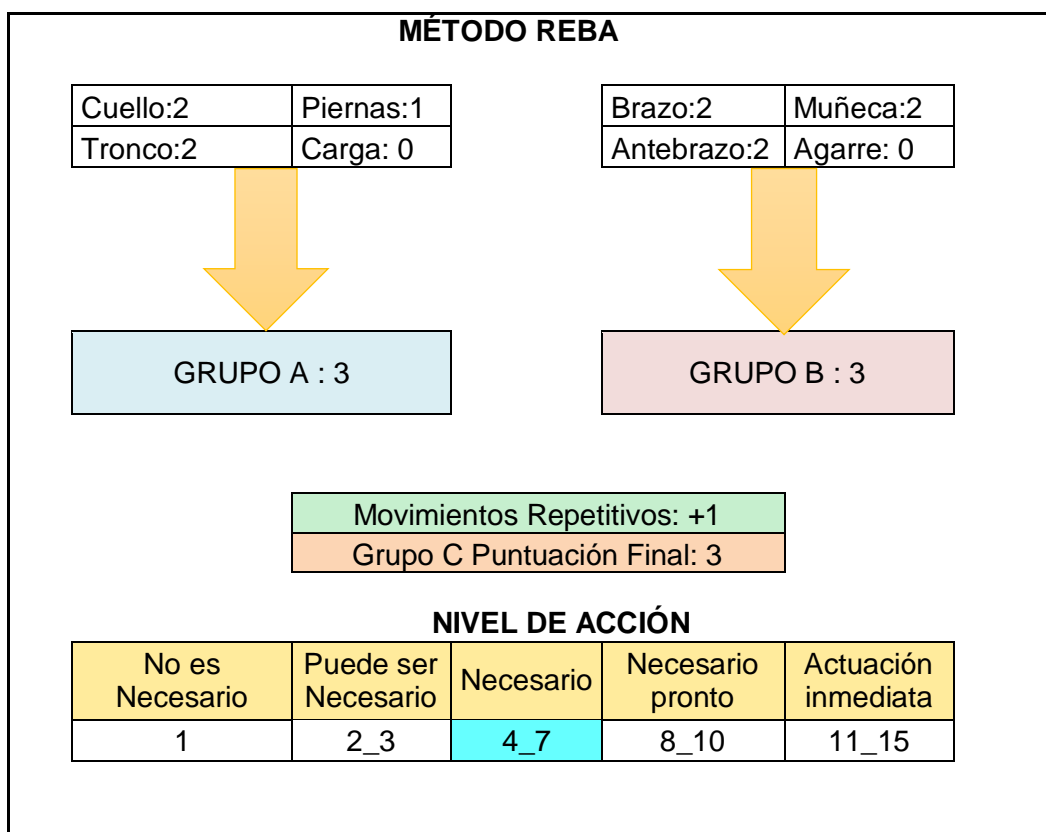 MÉTODO REBA
Cuello:2 Piernas:1
Tronco:2 Carga: 0
Brazo:2 Muñeca:2
Antebrazo:2 Agarre: 0
GRUPO A : 3
GRUPO B : 3
Movimientos Repetitivos: +1
Grupo C Puntuación Final: 3
NIVEL DE ACCIÓN
No es
Necesario
Puede ser
Necesario
Necesario
Necesario
pronto
Actuación
inmediata
1 2_3 4_7 8_10 11_15